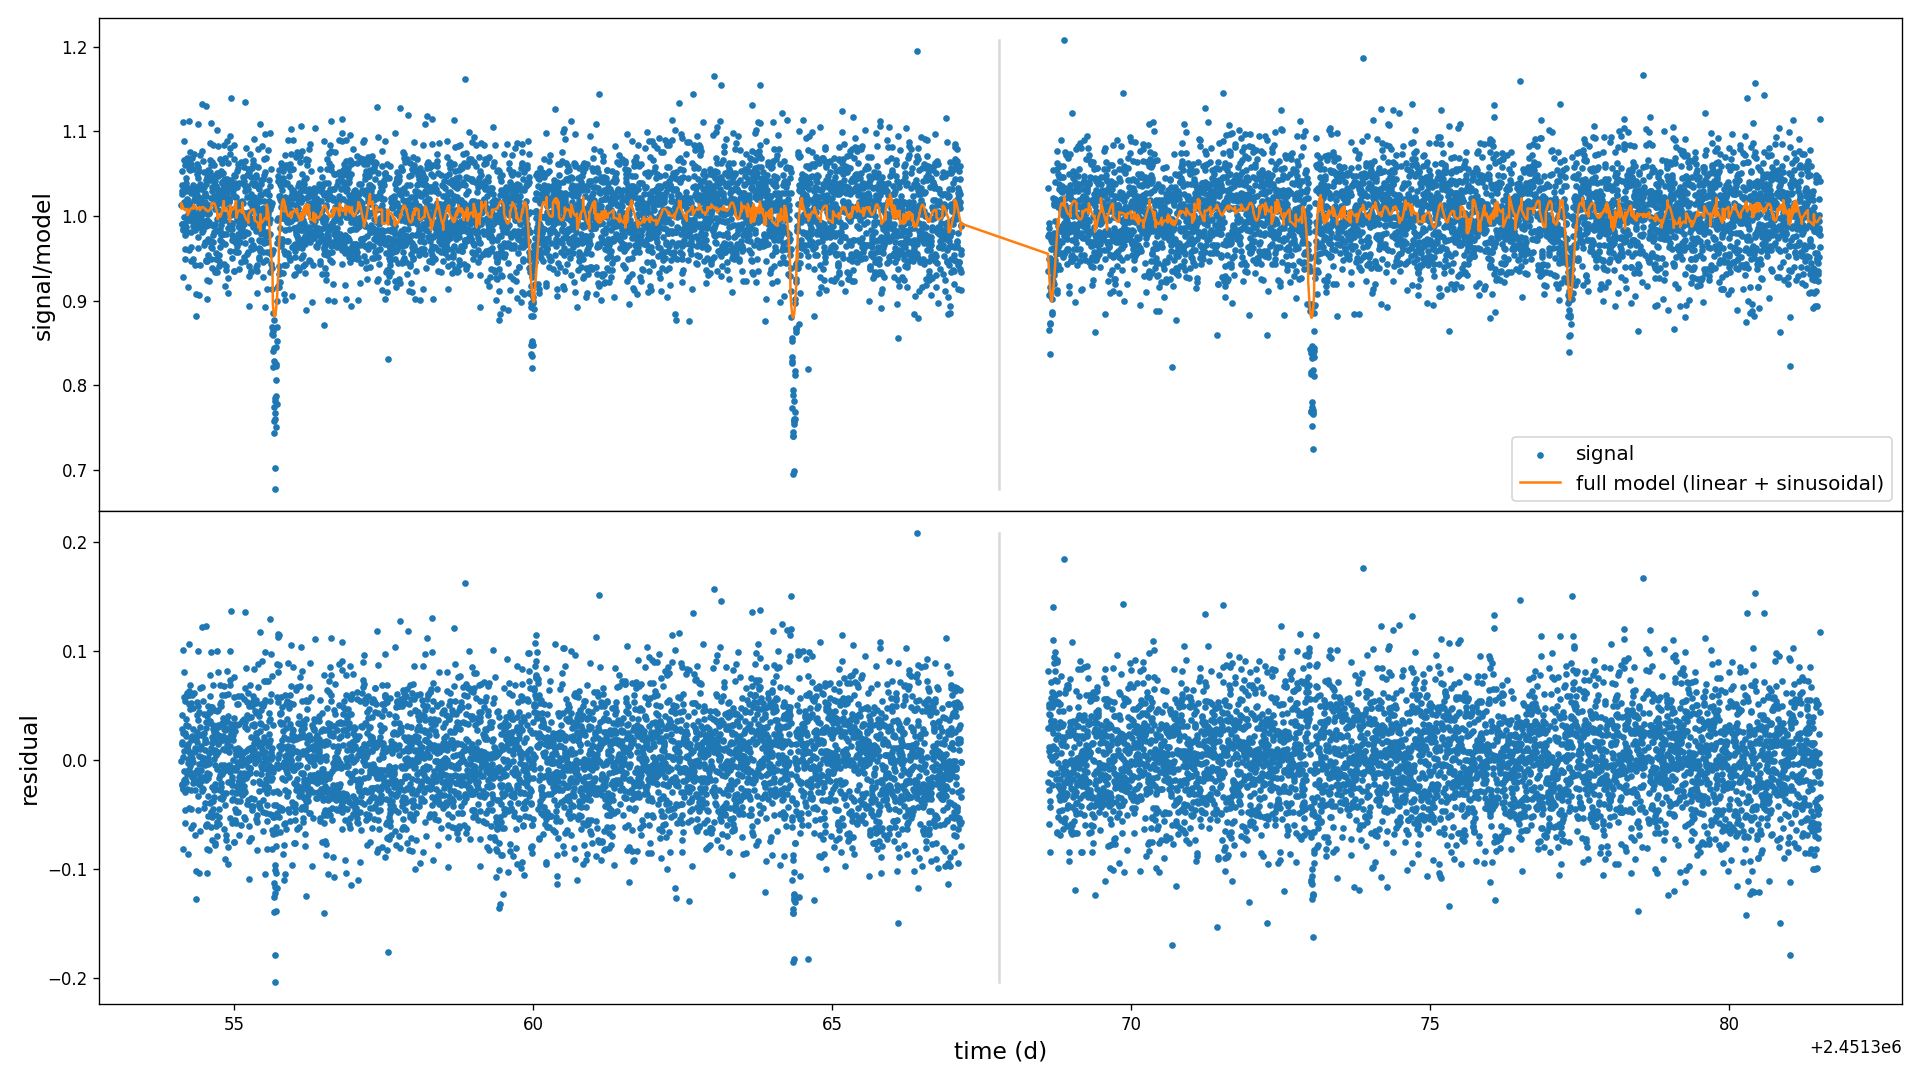 1.2
1.1
1.0
0.9
0.8
0.7
signal/model
signal
full model (linear + sinusoidal)
0.2
0.1
0.0
−0.1
−0.2
residual
55
60
65
70
75
80
time (d)
+2.4513e6